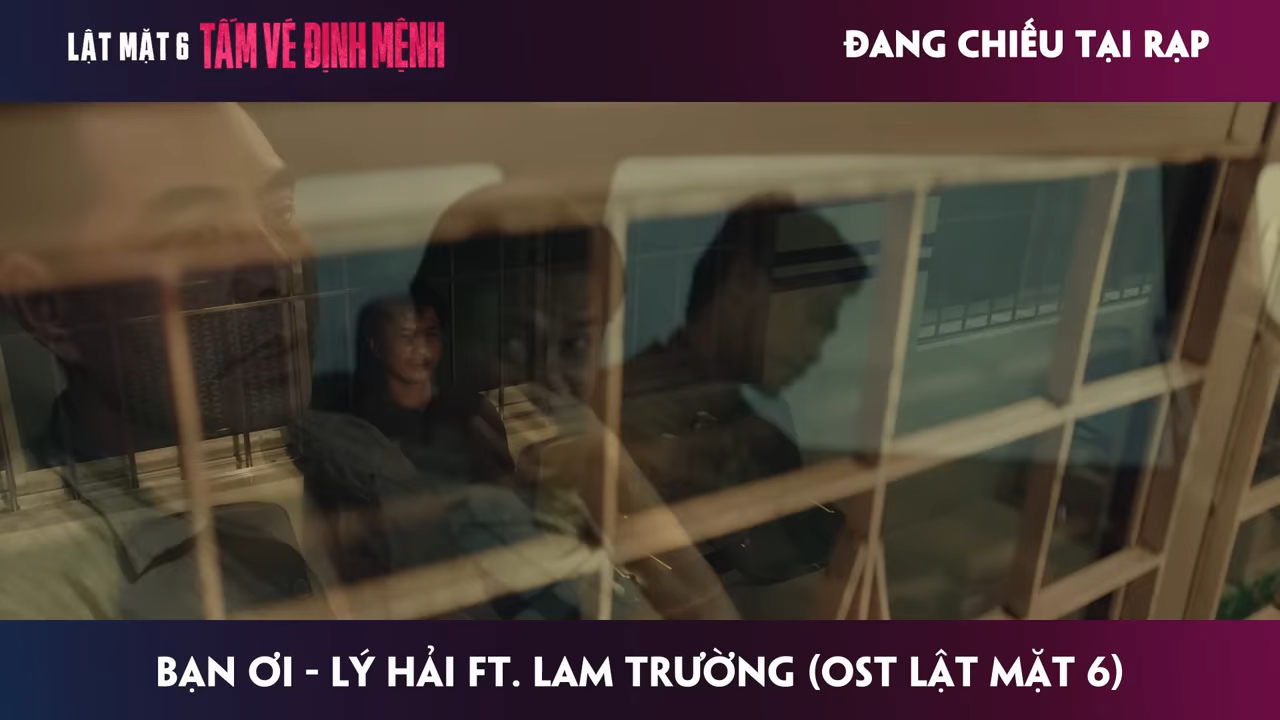 LẬT MẶT 6 TẤM VÉ ĐỊNH MỆNH
ĐANG CHIẾU TẠI RẠP
BẠN ƠI - LÝ HẢI FT. LAM TRƯỜNG (OST LẬT MẶT 6)